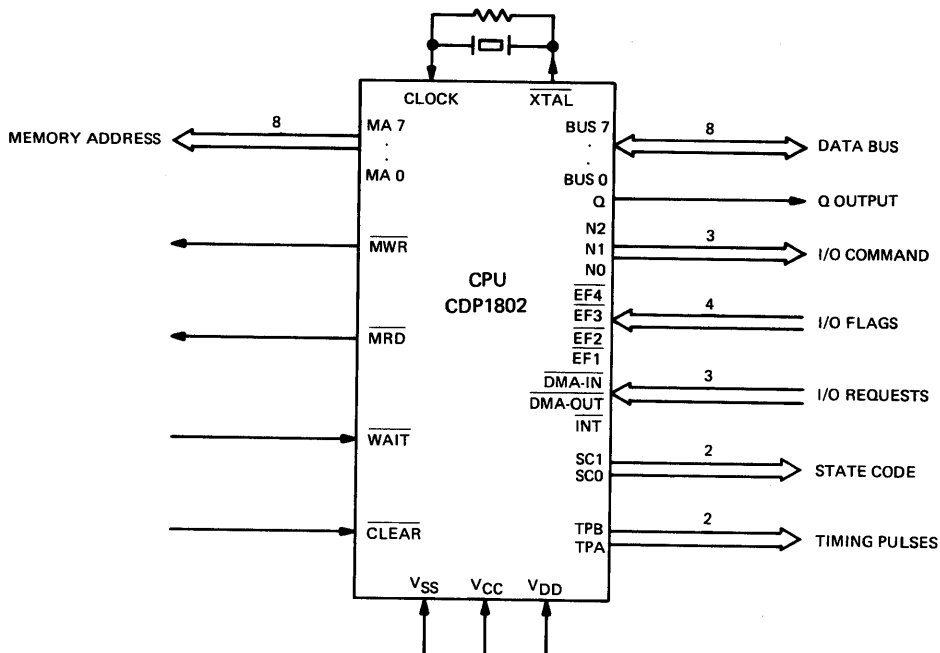 CLOCK
XTAL
MEMORY ADDRESS
8
MA 7
.
.
MA 0
MWR
MRD
WAIT
CLEAR
CPU
CDP1802
BUS 7
.
.
BUS 0
8
DATA BUS
Q
Q OUTPUT
N2
N1
N0
3
I/O COMMAND
EF4
EF3
EF2
EF1
4
I/O FLAGS
DMA-IN
DMA-OUT
INT
3
I/O REQUESTS
SC1
SC0
2
STATE CODE
TPB
TPA
2
TIMING PULSES
VSS VCC VDD